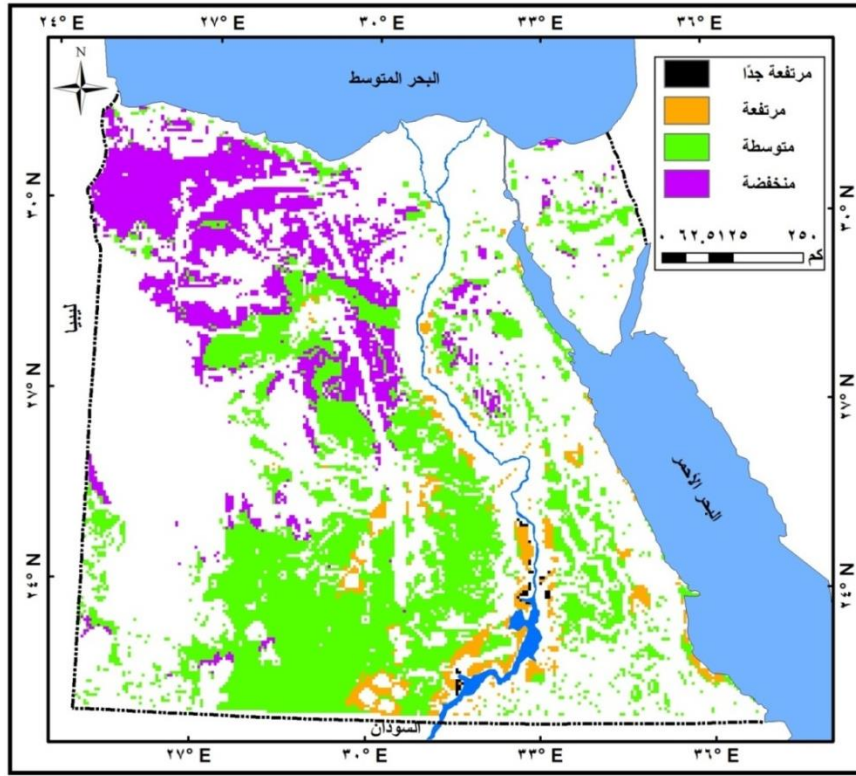 ٢٤° E ٢٧° E ٣٠° E ٣٣° E ٣٦° E
N
البحر المتوسط
مرتفعة جدًا
مرتفعة
متوسطة
منخفضة
٠ ٦٢.٥١٢٥ ٢٥٠
كم
٣٠° N ٣٠° N
ليبيا
٢٧° N ٢٧° N
البحر الأحمر
٢٤° N ٢٤° N
السودان
٢٧° E ٣٠° E ٣٣° E ٣٦° E